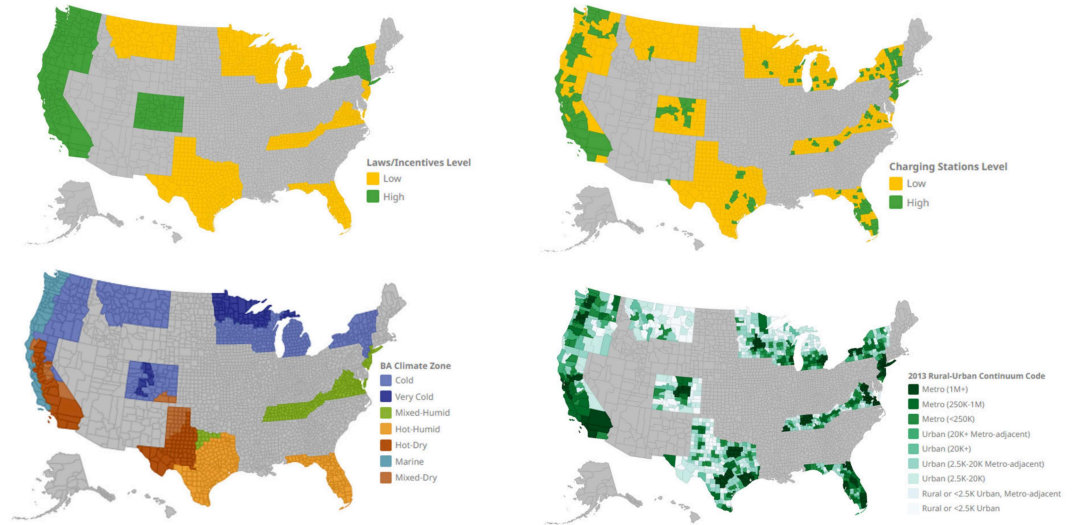 Laws/Incentives Level
Low
High
Charging Stations Level
Low
High
BA Climate Zone
Cold
Very Cold
Mixed-Humid
Hot-Humid
Hot-Dry
Marine
Mixed-Dry
2013 Rural-Urban Continuum Code
Metro (1M+)
Metro (250K-1M)
Metro (<250K)
Urban (20K+ Metro-adjacent)
Urban (20K+)
Urban (2.5K-20K Metro-adjacent)
Urban (2.5K-20K)
Rural or <2.5K Urban, Metro-adjacent
Rural or <2.5K Urban